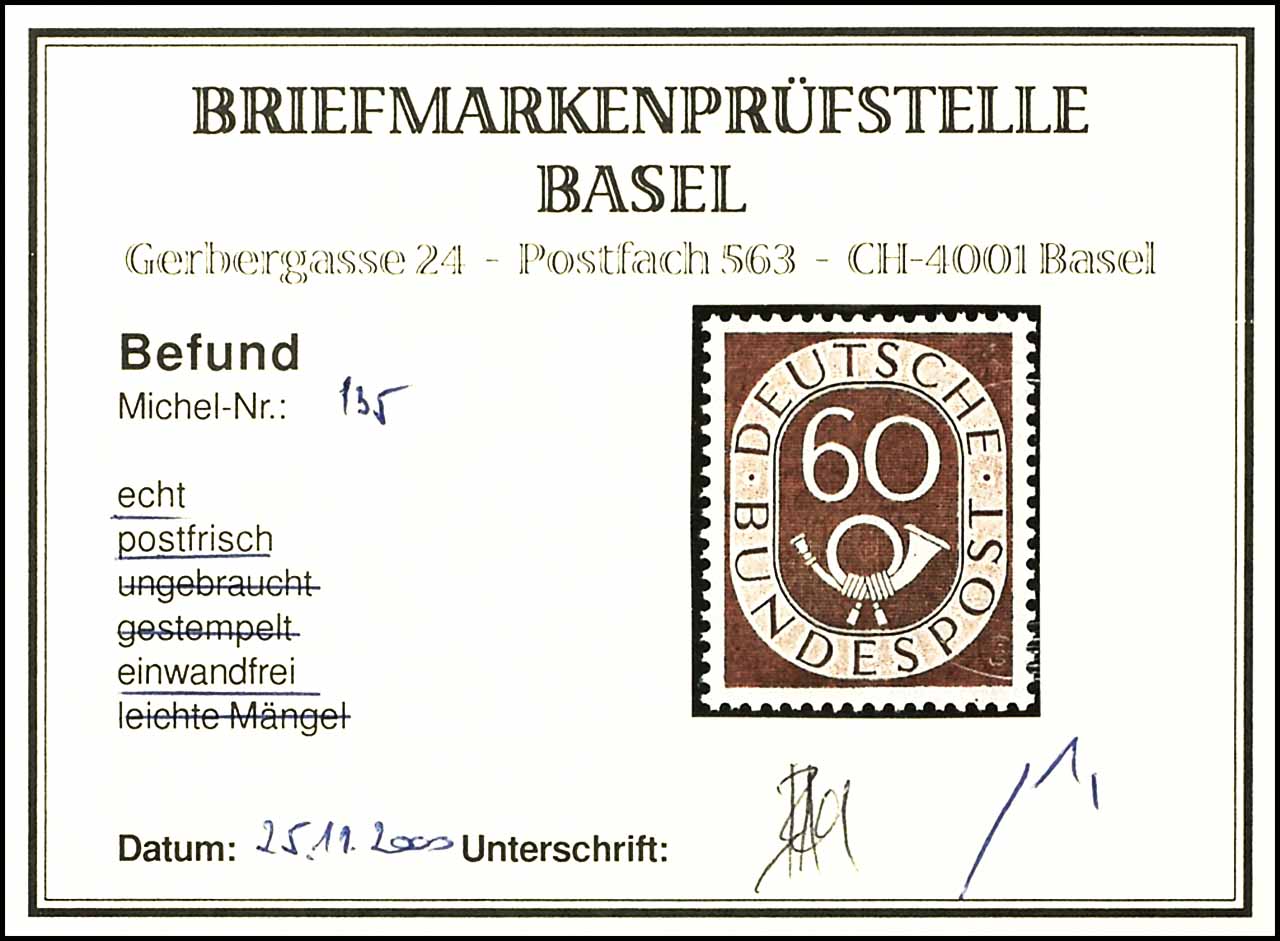 BRIEFMARKENPRÜFSTELLE
BASEL
Gerbergasse 24 - Postfach 563 - CH-4001 Basel
Befund
Michel-Nr.: 135
echt
postfrisch
ungebraucht
gestempelt
einwandfrei
leichte Mängel
DEUTSCHE
60
BUNDESPOST
Datum: 25.11.2000 Unterschrift: